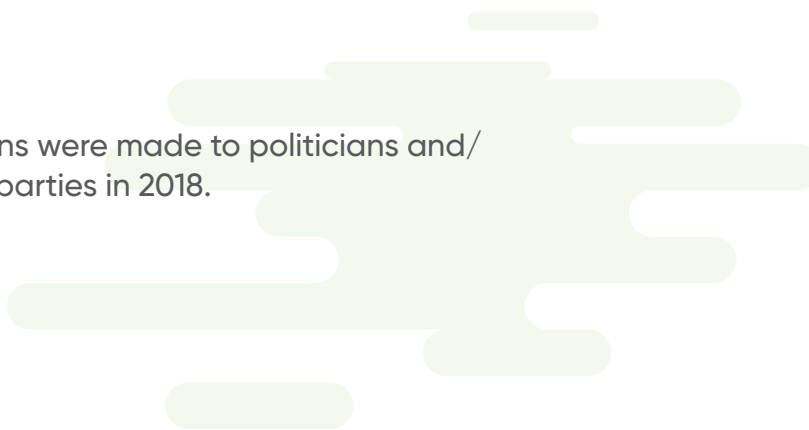 ns were made to politicians and/
parties in 2018.